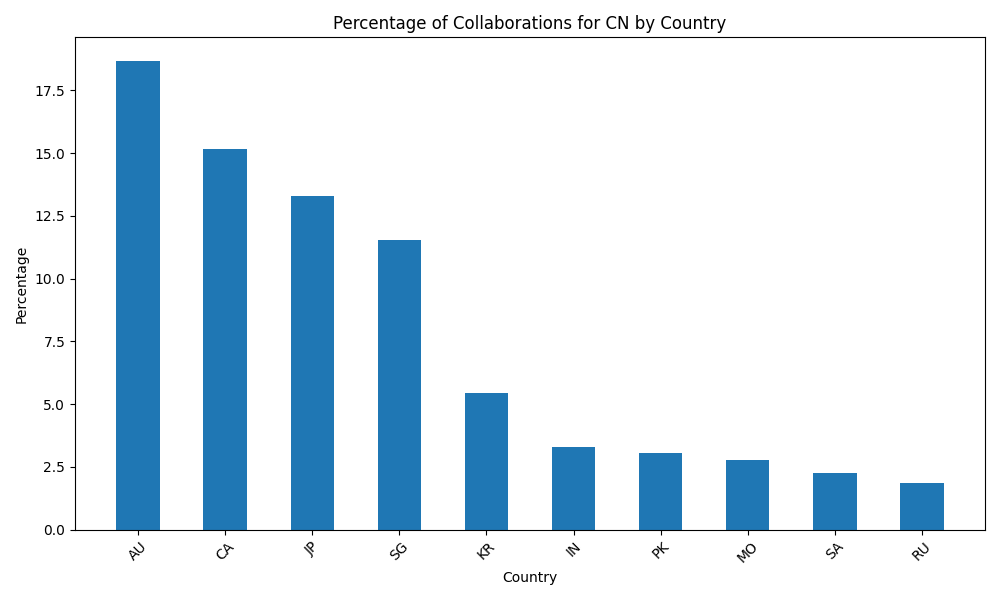 Percentage of Collaborations for CN by Country
Percentage
17.5
15.0
12.5
10.0
7.5
5.0
2.5
0.0
AU
CA
JP
SG
KR
IN
PK
MO
SA
RU
Country